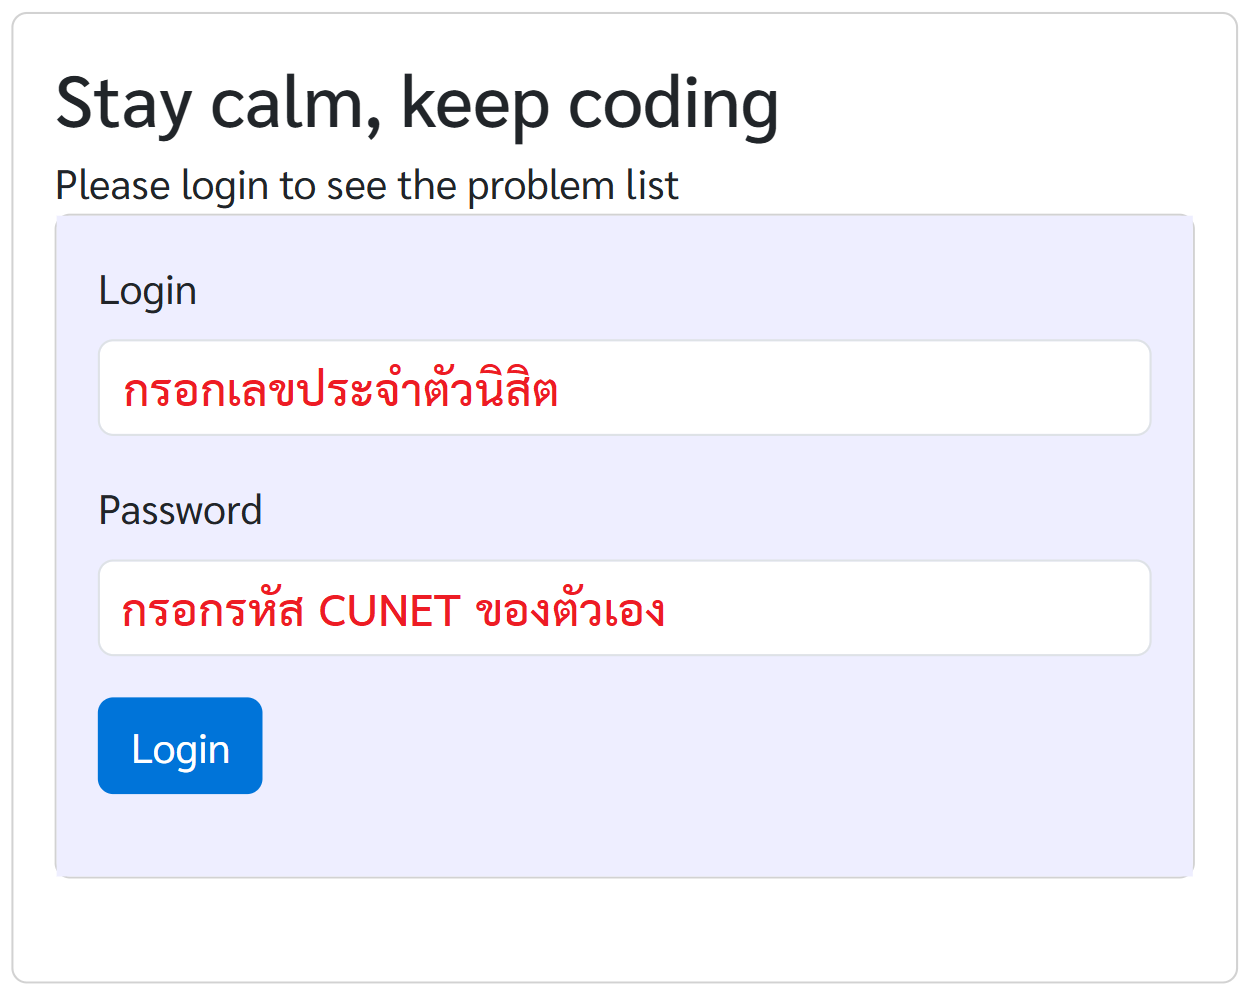 Stay calm, keep coding
Please login to see the problem list
Login
กรอกเลขประจำตัวนิสิต
Password
กรอกรหัส CUNET ของตัวเอง
Login